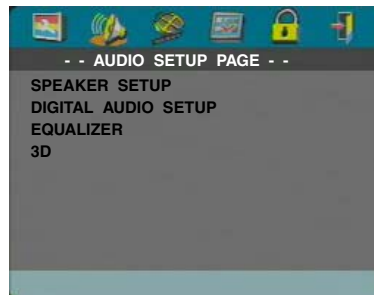 - - AUDIO SETUP PAGE - -
SPEAKER SETUP
DIGITAL AUDIO SETUP
EQUALIZER
3D